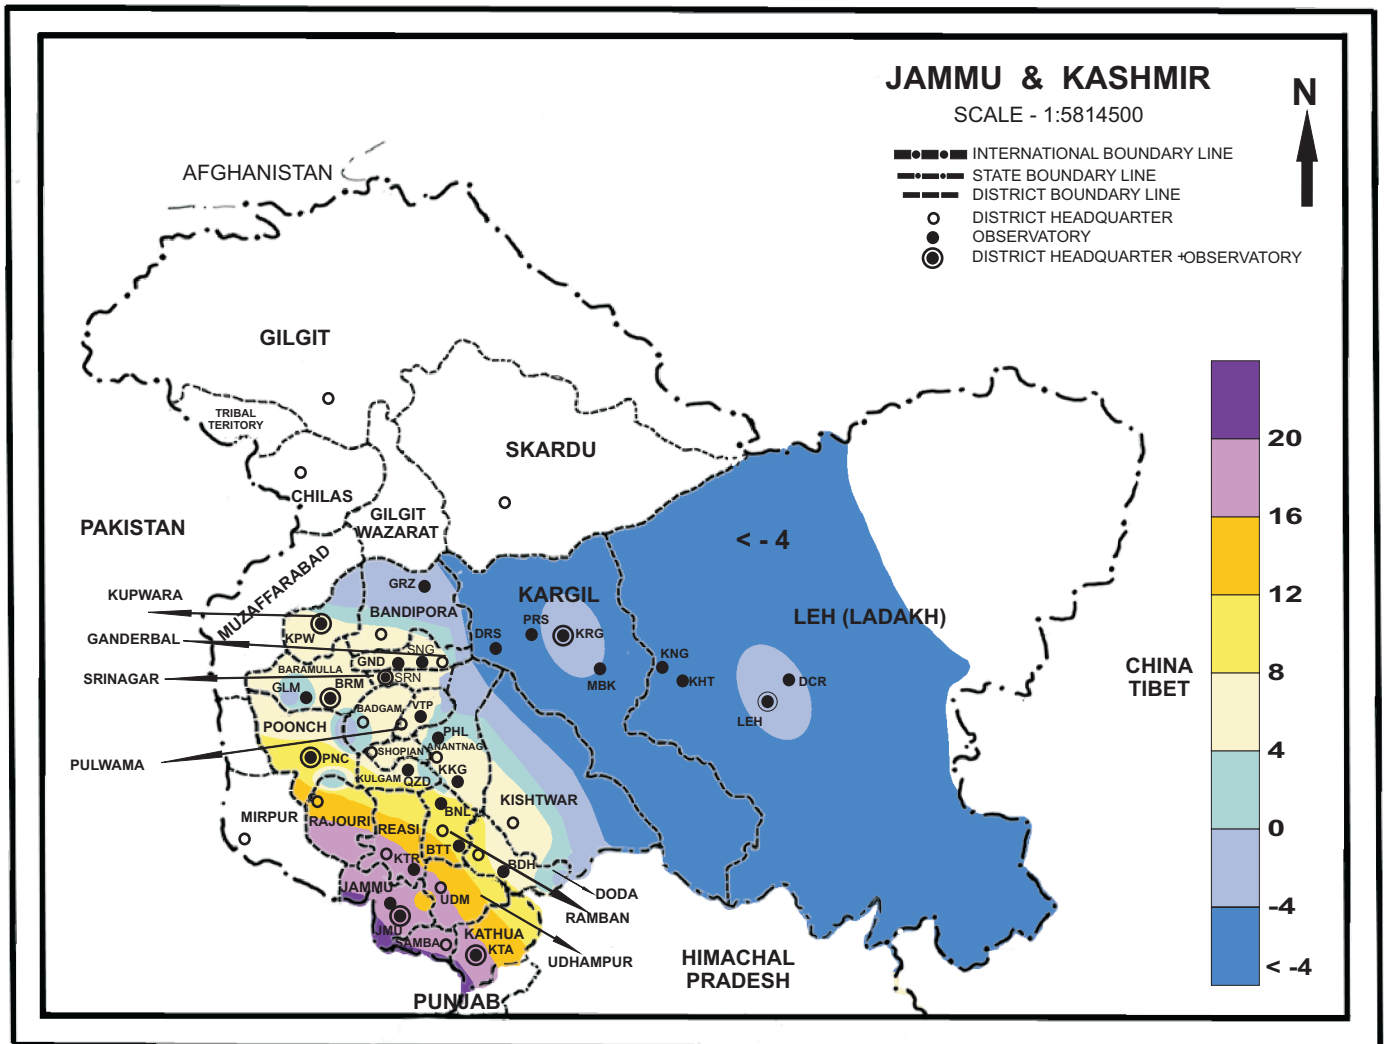 JAMMU & KASHMIR
SCALE - 1:5814500
N
INTERNATIONAL BOUNDARY LINE
STATE BOUNDARY LINE
DISTRICT BOUNDARY LINE
DISTRICT HEADQUARTER
OBSERVATORY
DISTRICT HEADQUARTER +OBSERVATORY
AFGHANISTAN
GILGIT
TRIBAL
TERITORY
SKARDU
CHILAS
GILGIT
WAZARAT
PAKISTAN
MUZAFFARABAD
< - 4
KUPWARA
GRZ
BANDIPORA
KARGIL
LEH (LADAKH)
GANDERBAL
KPW
PRS
KRG
DRS
SNG
GND
KNG
SRINAGAR
BARAMULLA
SRN
BRM
GLM
MBK
KHT
DCR
LEH
CHINA
TIBET
BADGAM
VTP
POONCH
PHL
ANANTNAG
SHOPIAN
PULWAMA
PNC
KULGAM
QZD
KKG
KISHTWAR
MIRPUR
RAJOURI
REASI
BNL
BTT
KTR
BDH
JAMMU
UDM
DODA
RAMBAN
JMU
SAMBA
KATHUA
KTA
UDHAMPUR
HIMACHAL
PRADESH
PUNJAB
20
16
12
8
4
0
-4
< -4